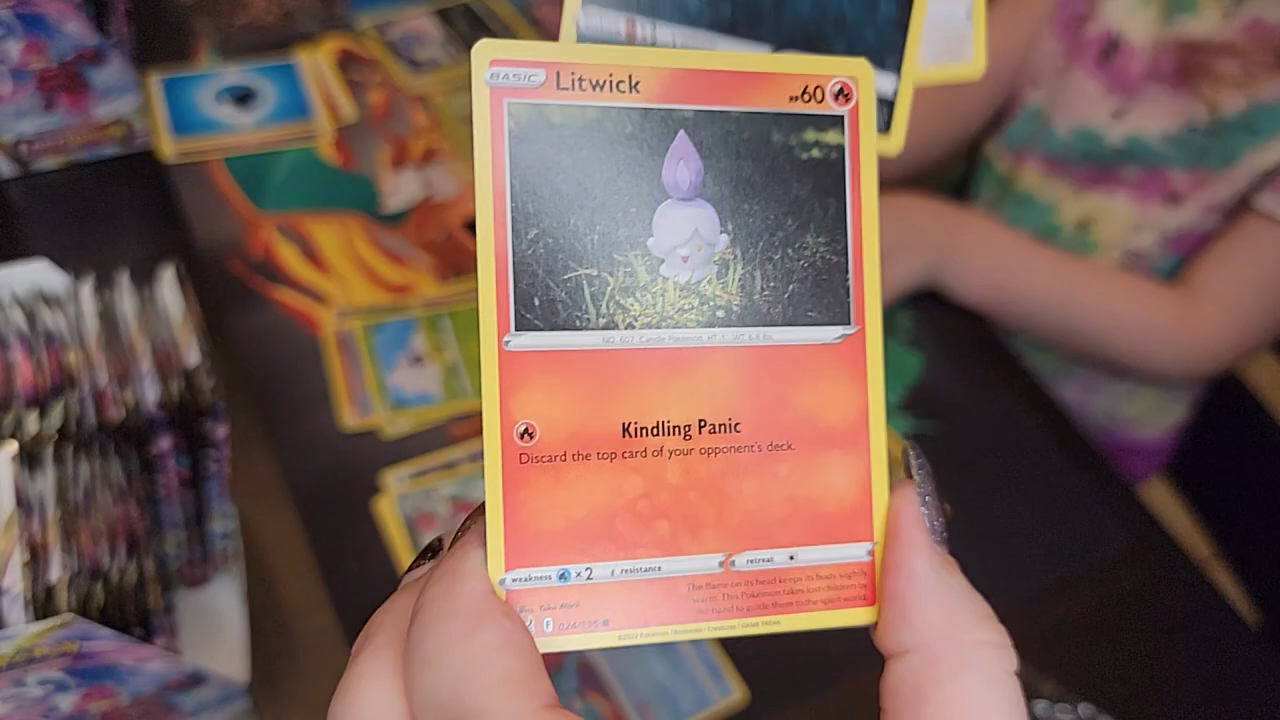 BASIC Litwick HP60
NO. 607 Candle Pokémon HT: 1' WT: 6.8 lbs.
Kindling Panic
Discard the top card of your opponent's deck.
weakness ×2 resistance retreat
The flame on its head keeps its body slightly
warm. This Pokémon takes lost children by
the hand to guide them to the spirit world.
Illus. Yuka Morii
F 024/196
©2022 Pokémon / Nintendo / Creatures / GAME FREAK